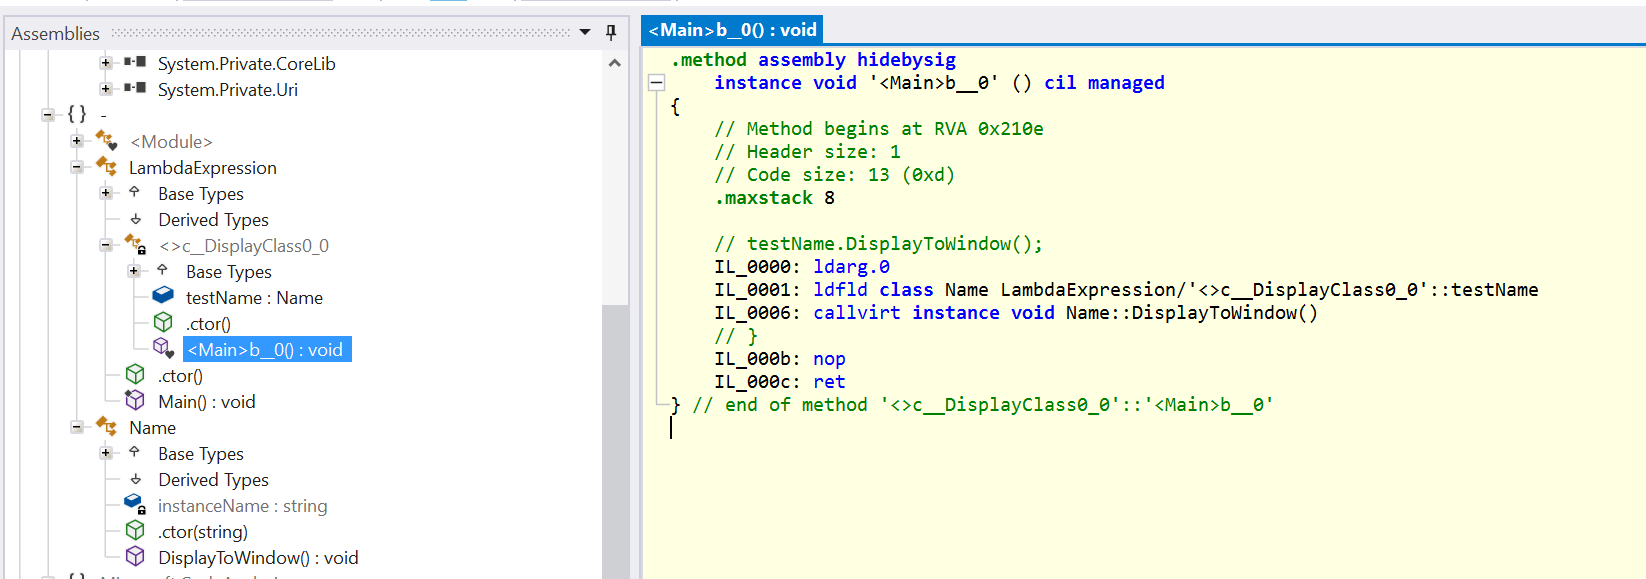 Assemblies
System.Private.CoreLib
System.Private.Uri
{ } -
<Module>
LambdaExpression
Base Types
Derived Types
<>c__DisplayClass0_0
Base Types
testName : Name
.ctor()
<Main>b__0() : void
.ctor()
Main() : void
Name
Base Types
Derived Types
instanceName : string
.ctor(string)
DisplayToWindow() : void
<Main>b__0() : void
.method assembly hidebysig
instance void '<Main>b__0' () cil managed
{
// Method begins at RVA 0x210e
// Header size: 1
// Code size: 13 (0xd)
.maxstack 8
// testName.DisplayToWindow();
IL_0000: ldarg.0
IL_0001: ldfld class Name LambdaExpression/'<>c__DisplayClass0_0'::testName
IL_0006: callvirt instance void Name::DisplayToWindow()
// }
IL_000b: nop
IL_000c: ret
} // end of method '<>c__DisplayClass0_0'::'<Main>b__0'